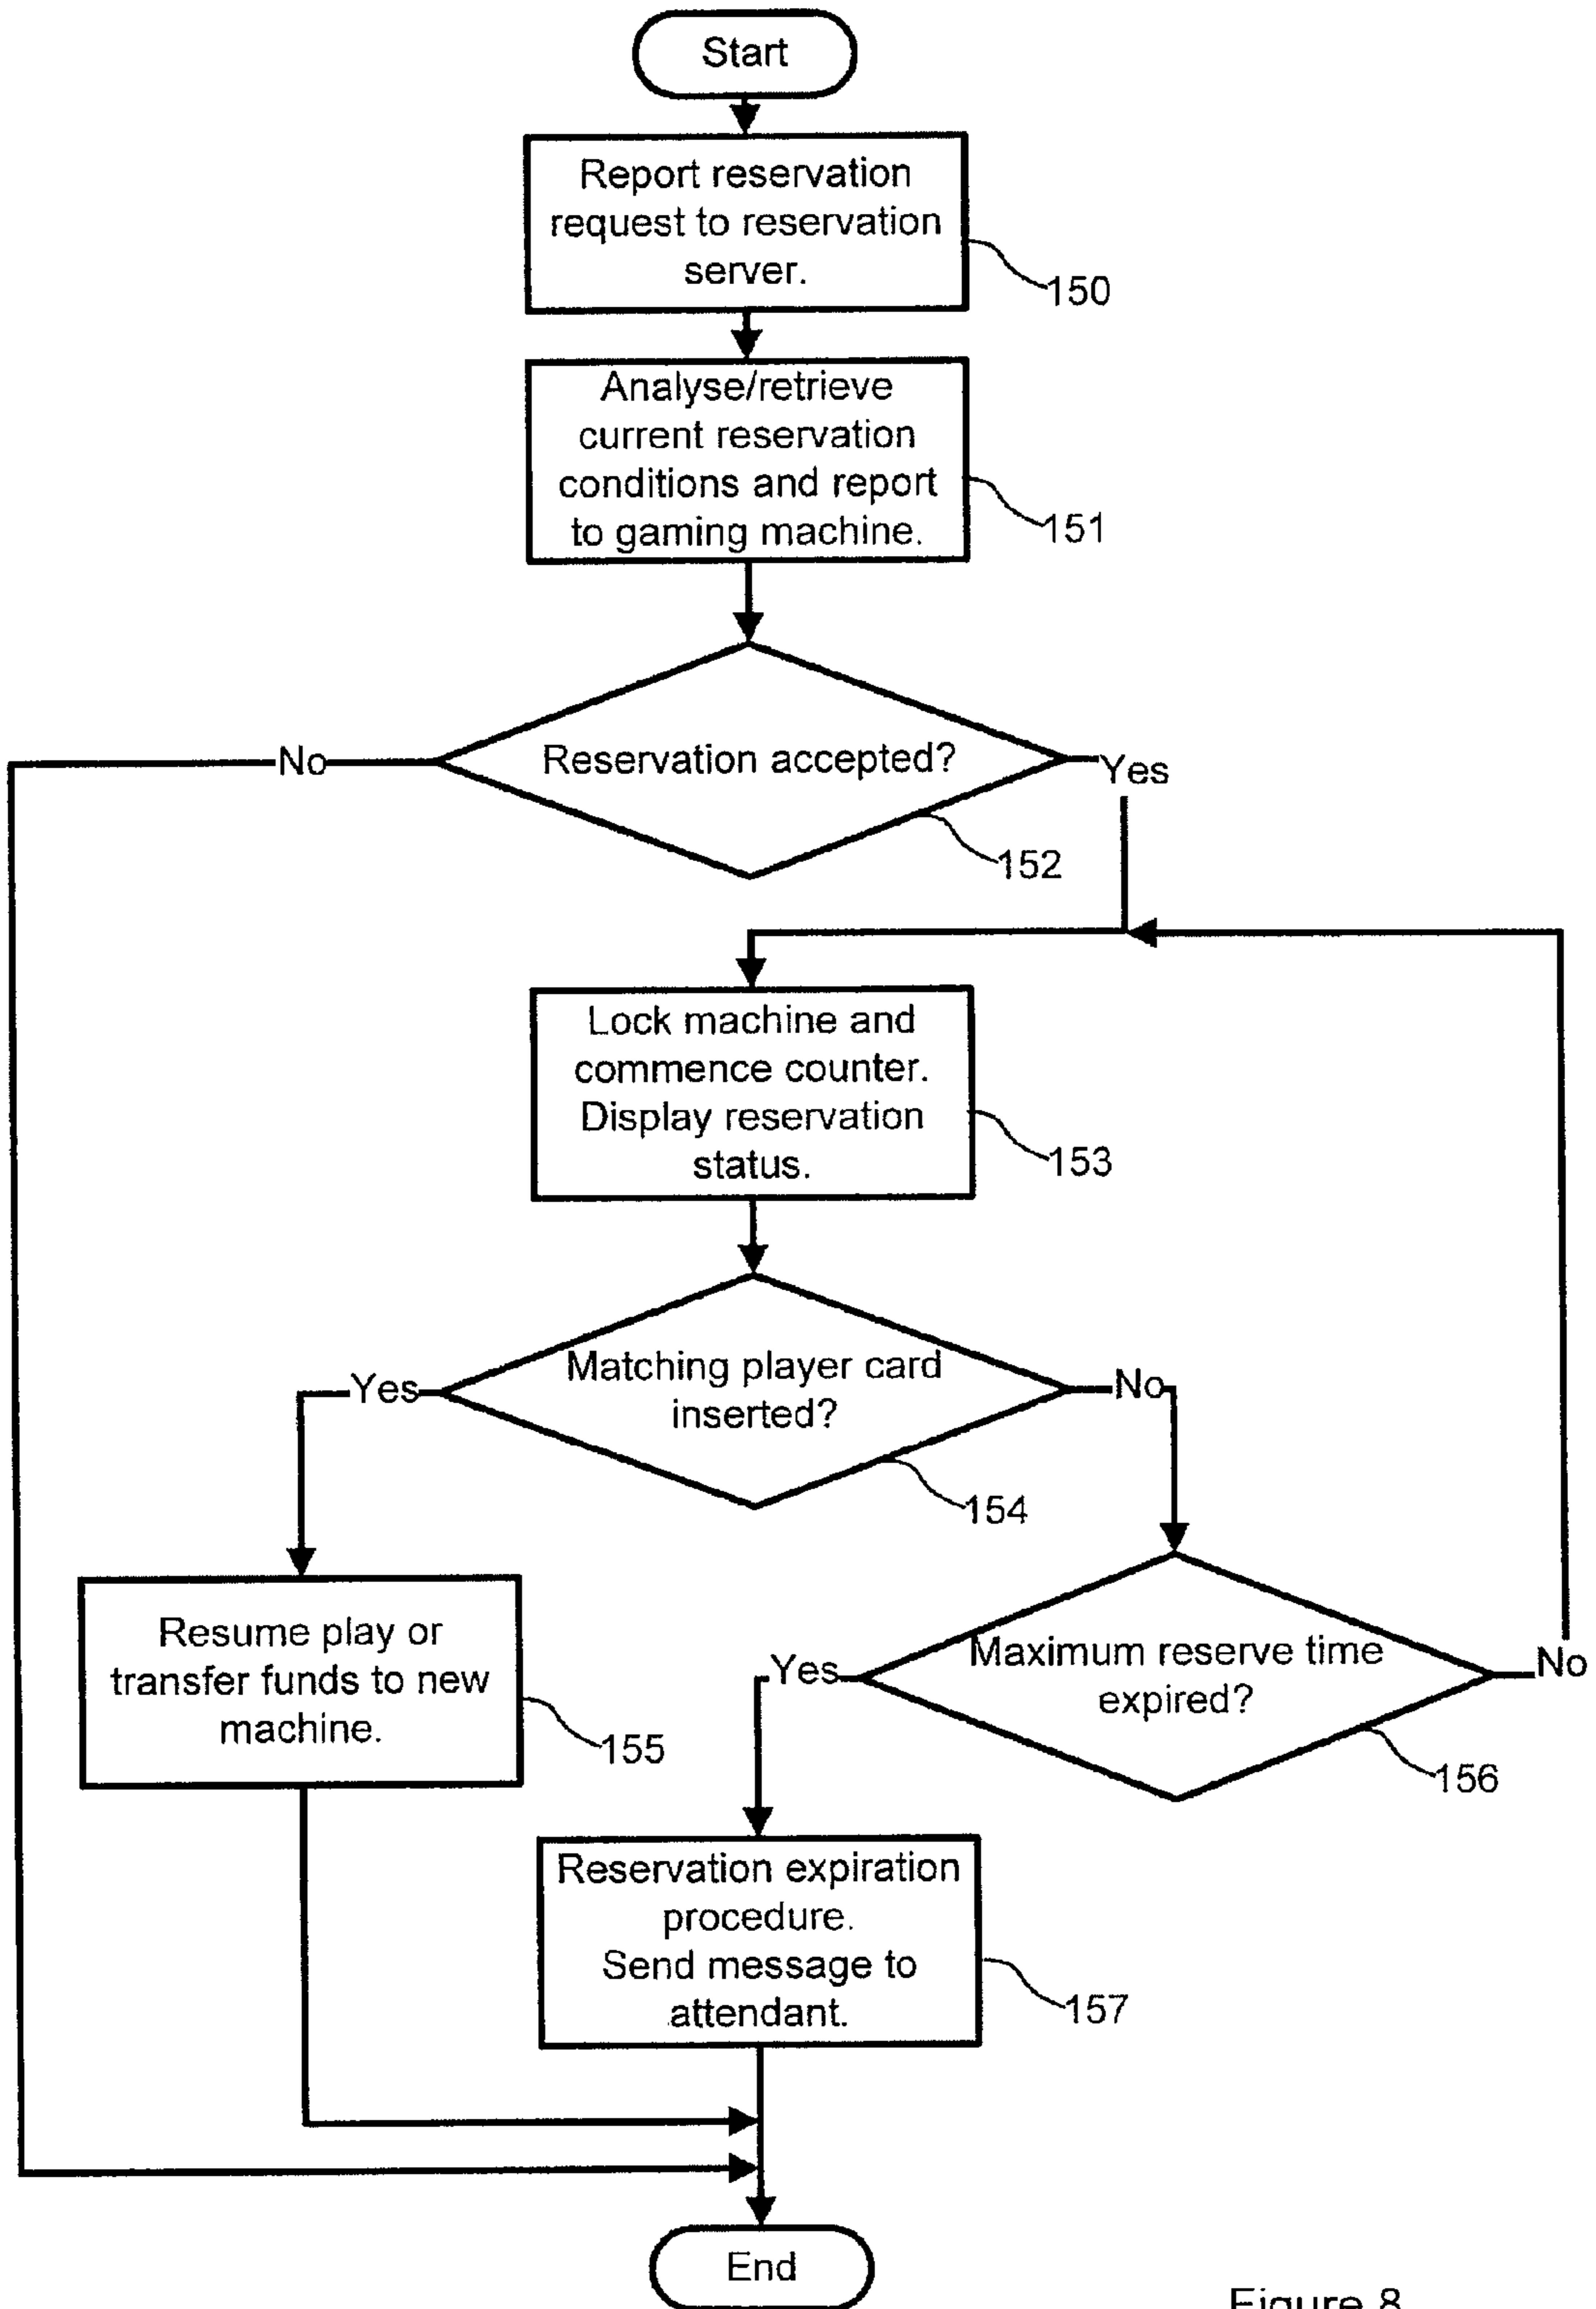 Start
Report reservation
request to reservation
server.
150
Analyse/retrieve
current reservation
conditions and report
to gaming machine.
151
Reservation accepted?
No
Yes
152
Lock machine and
commence counter.
Display reservation
status.
153
Matching player card
inserted?
Yes
No
154
Resume play or
transfer funds to new
machine.
155
Maximum reserve time
expired?
Yes
No
156
Reservation expiration
procedure.
Send message to
attendant.
157
End
Figure 8